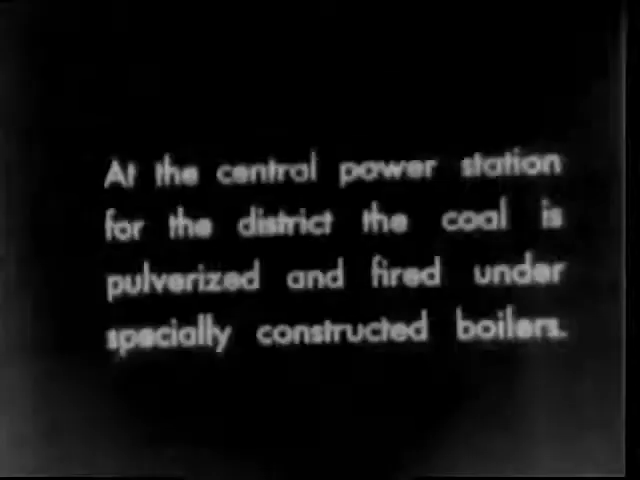 At the central power station
for the district the coal is
pulverized and fired under
specially constructed boilers.